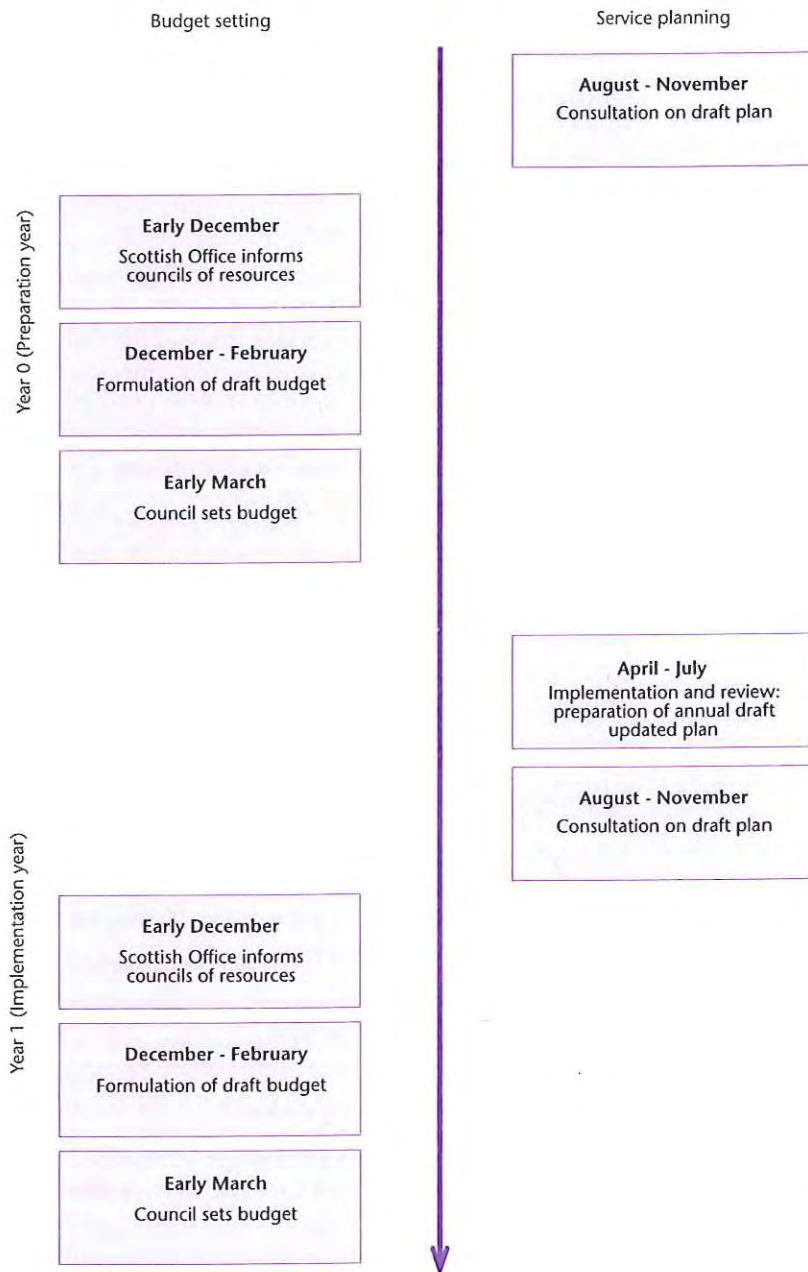 Budget setting
Service planning
August - November
Consultation on draft plan
Year 0 (Preparation year)
Early December
Scottish Office informs
councils of resources
December - February
Formulation of draft budget
Early March
Council sets budget
April - July
Implementation and review:
preparation of annual draft
updated plan
August - November
Consultation on draft plan
Year 1 (Implementation year)
Early December
Scottish Office informs
councils of resources
December - February
Formulation of draft budget
Early March
Council sets budget